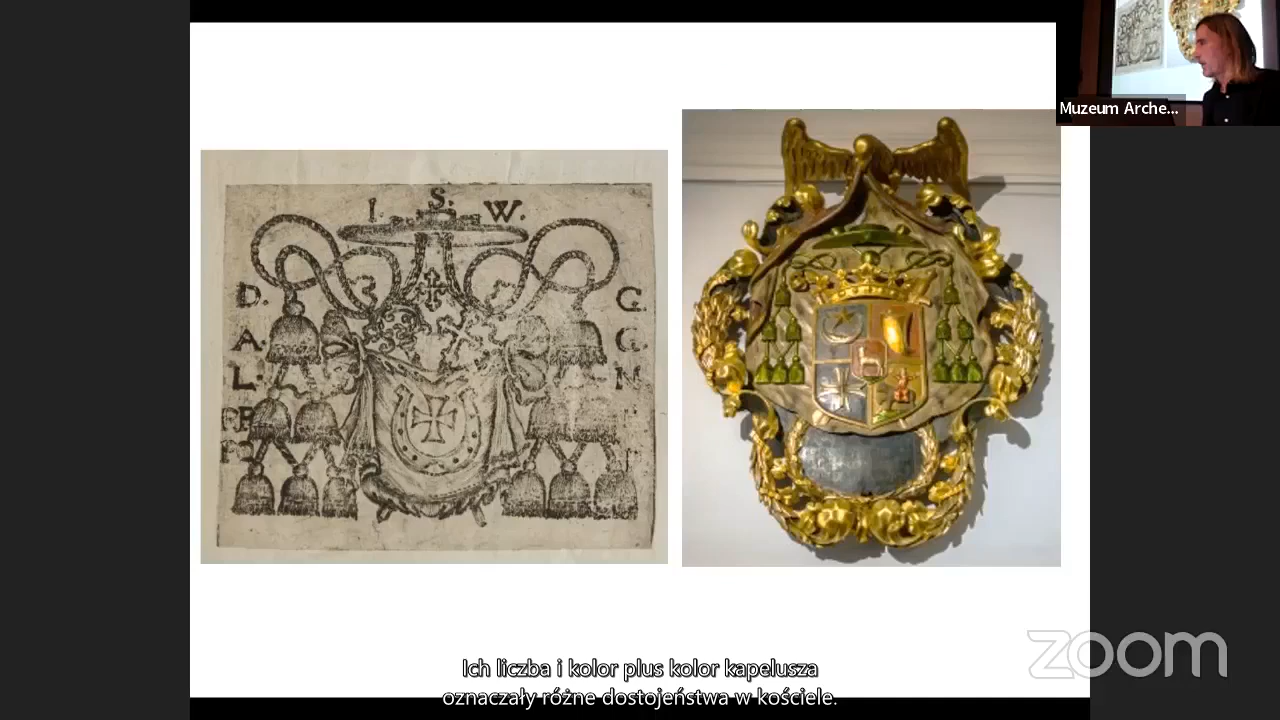 I. S. W.
D. G.
A. G.
L. N.
Muzeum Arche...
zoom
Ich liczba i kolor plus kolor kapelusza
oznaczały różne dostojeństwa w kościele.